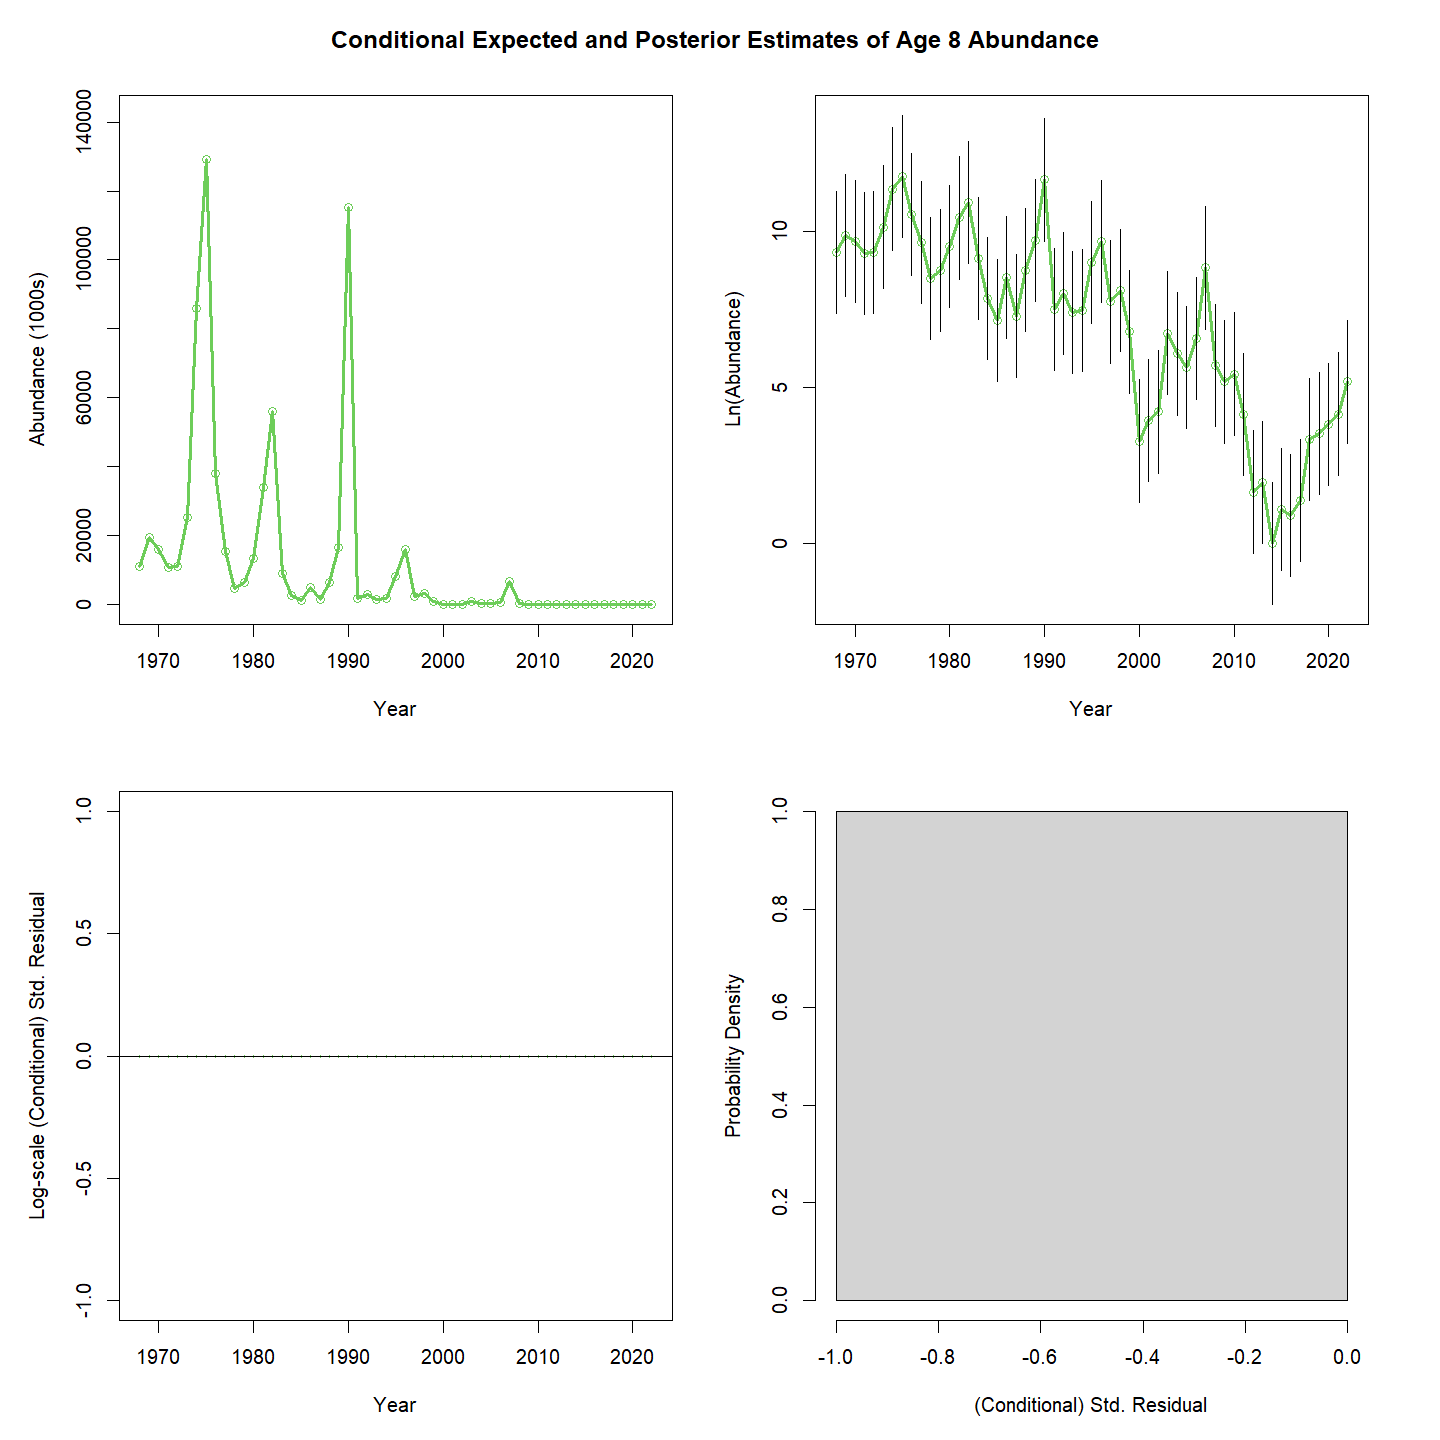 Conditional Expected and Posterior Estimates of Age 8 Abundance
Abundance (1000s)
140000
100000
60000
20000
0
1970 1980 1990 2000 2010 2020
Year
Ln(Abundance)
10
5
0
1970 1980 1990 2000 2010 2020
Year
Log-scale (Conditional) Std. Residual
1.0
0.5
0.0
-0.5
-1.0
1970 1980 1990 2000 2010 2020
Year
Probability Density
1.0
0.8
0.6
0.4
0.2
0.0
-1.0 -0.8 -0.6 -0.4 -0.2 0.0
(Conditional) Std. Residual